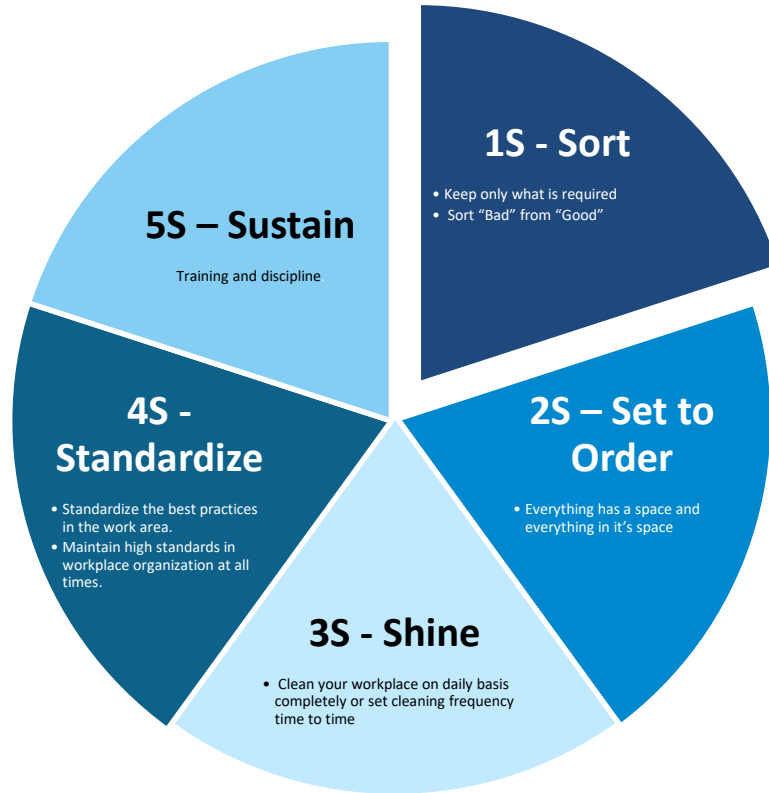 1S - Sort
• Keep only what is required
• Sort “Bad” from “Good”
2S – Set to
Order
• Everything has a space and
everything in it’s space
3S - Shine
• Clean your workplace on daily basis
completely or set cleaning frequency
time to time
4S -
Standardize
• Standardize the best practices
in the work area.
• Maintain high standards in
workplace organization at all
times.
5S – Sustain
Training and discipline.